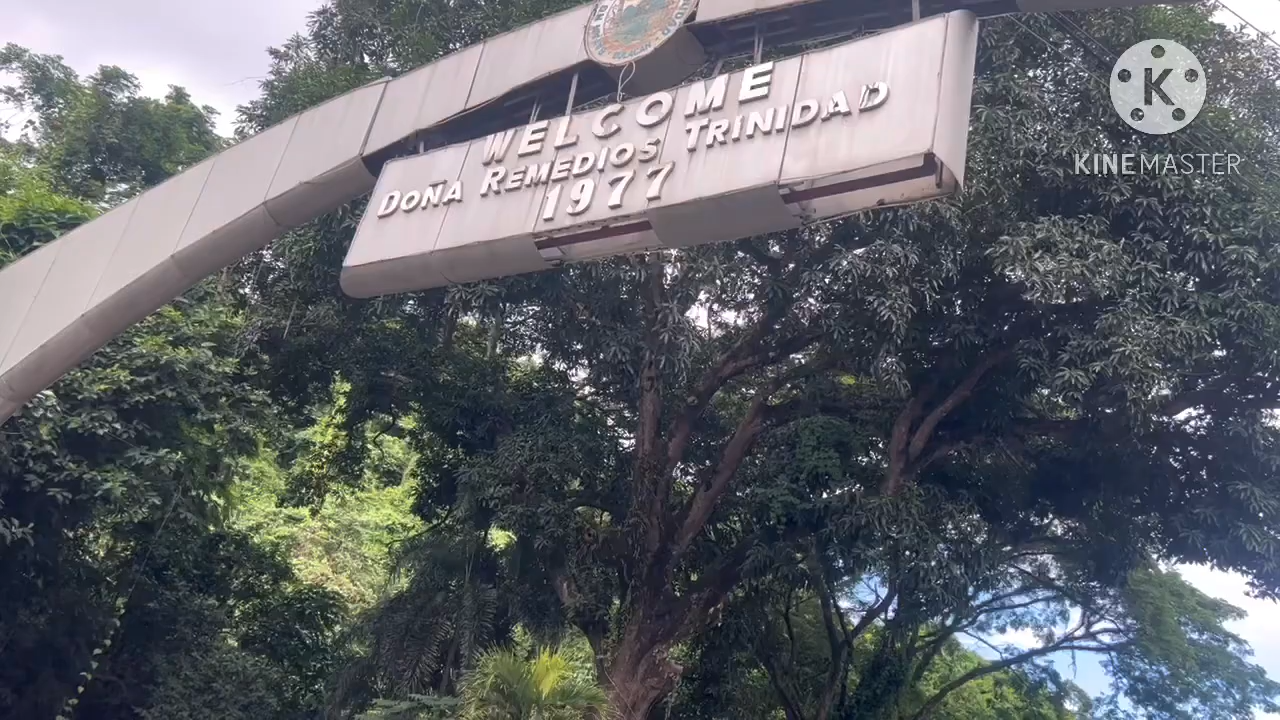 WELCOME
DOÑA REMEDIOS TRINIDAD
1977
K
KINEMASTER